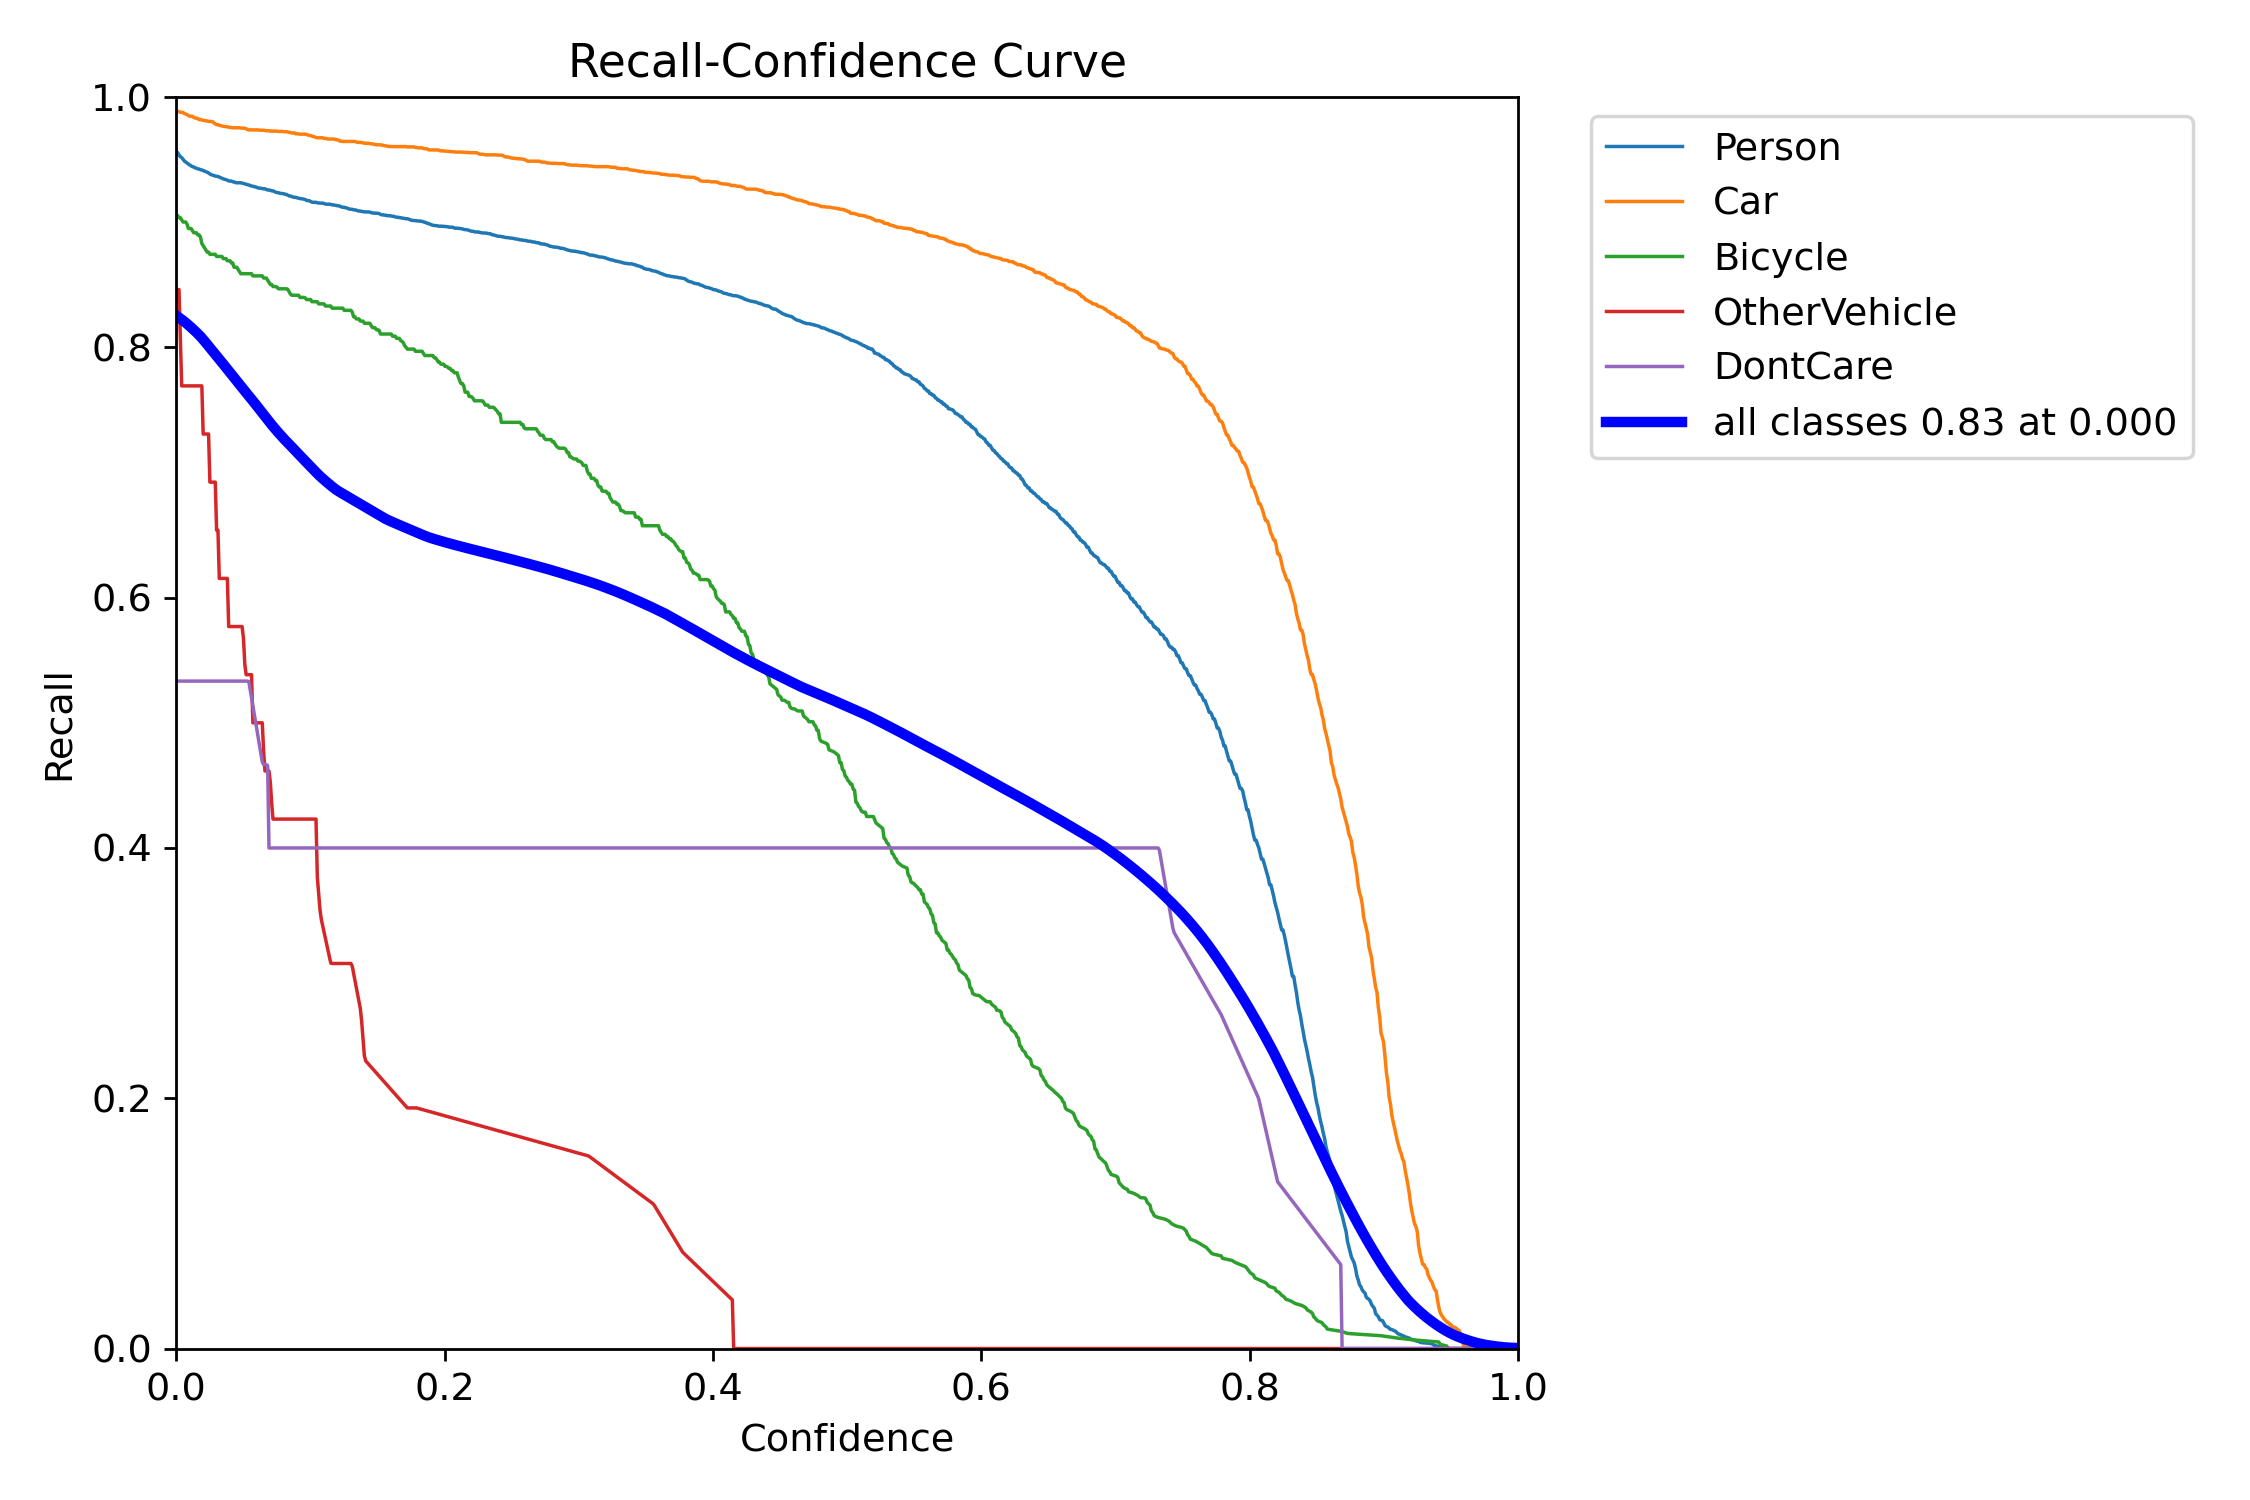 Recall-Confidence Curve
1.0
0.8
0.6
0.4
0.2
0.0
Recall
0.0 0.2 0.4 0.6 0.8 1.0
Confidence
Person
Car
Bicycle
OtherVehicle
DontCare
all classes 0.83 at 0.000